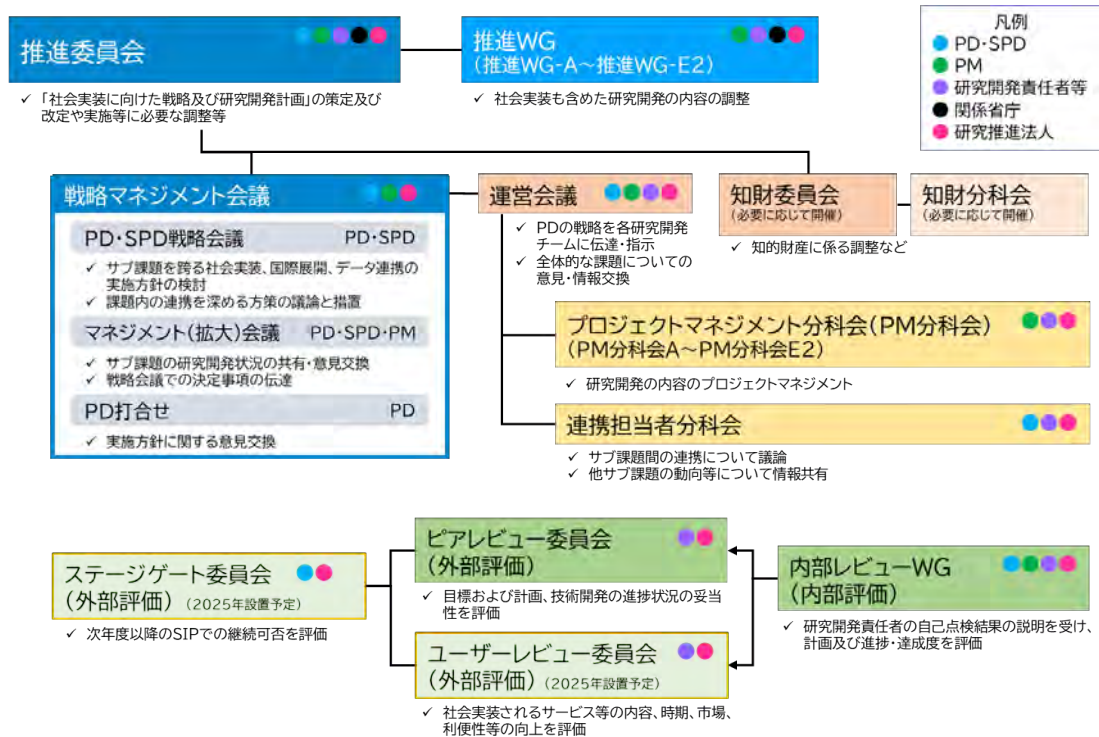 推進委員会
✓ 「社会実装に向けた戦略及び研究開発計画」の策定及び
改定や実施等に必要な調整等
推進WG
(推進WG-A～推進WG-E2)
✓ 社会実装も含めた研究開発の内容の調整
凡例
PD・SPD
PM
研究開発責任者等
関係省庁
研究推進法人
戦略マネジメント会議
PD・SPD戦略会議 PD・SPD
✓ サブ課題を跨る社会実装、国際展開、データ連携の
実施方針の検討
✓ 課題内の連携を深める方策の議論と措置
マネジメント(拡大)会議 PD・SPD・PM
✓ サブ課題の研究開発状況の共有・意見交換
✓ 戦略会議での決定事項の伝達
PD打合せ PD
✓ 実施方針に関する意見交換
運営会議
✓ PDの戦略を各研究開発
チームに伝達・指示
✓ 全体的な課題についての
意見・情報交換
知財委員会
(必要に応じて開催)
✓ 知的財産に係る調整など
知財分科会
(必要に応じて開催)
プロジェクトマネジメント分科会(PM分科会)
(PM分科会A～PM分科会E2)
✓ 研究開発の内容のプロジェクトマネジメント
連携担当者分科会
✓ サブ課題間の連携について議論
✓ 他サブ課題の動向等について情報共有
ステージゲート委員会
(外部評価) (2025年設置予定)
✓ 次年度以降のSIPでの継続可否を評価
ピアレビュー委員会
(外部評価)
✓ 目標および計画、技術開発の進捗状況の妥当
性を評価
ユーザーレビュー委員会
(外部評価) (2025年設置予定)
✓ 社会実装されるサービス等の内容、時期、市場、
利便性等の向上を評価
内部レビューWG
(内部評価)
✓ 研究開発責任者の自己点検結果の説明を受け、
計画及び進捗・達成度を評価